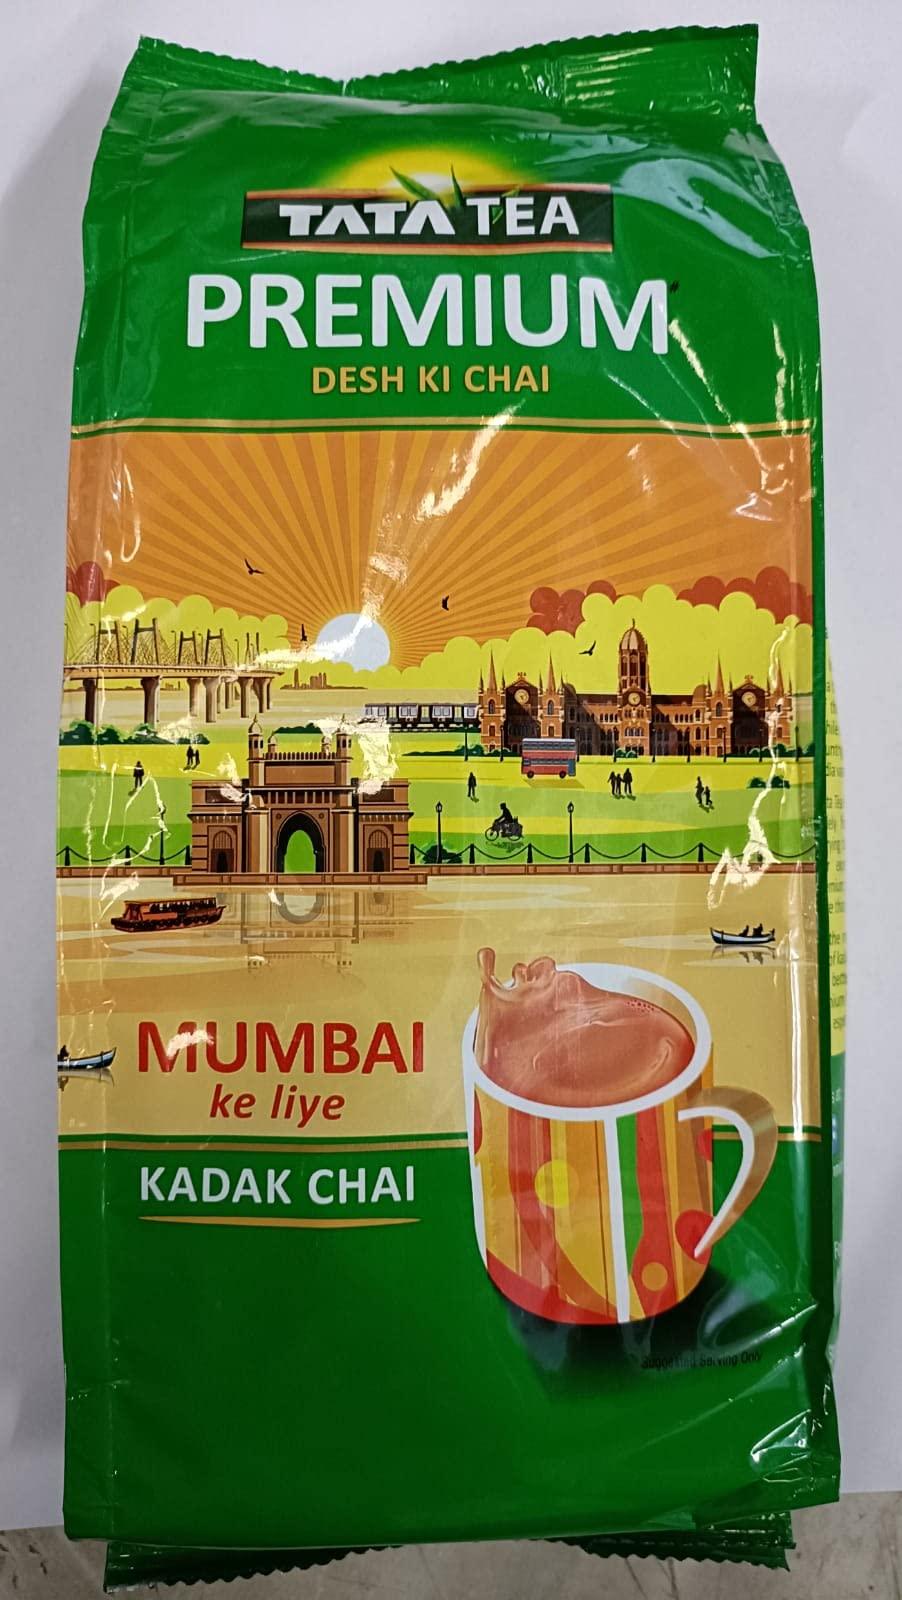 TATA TEA
PREMIUM
DESH KI CHAI
MUMBAI
ke liye
KADAK CHAI
Suggested Serving Only